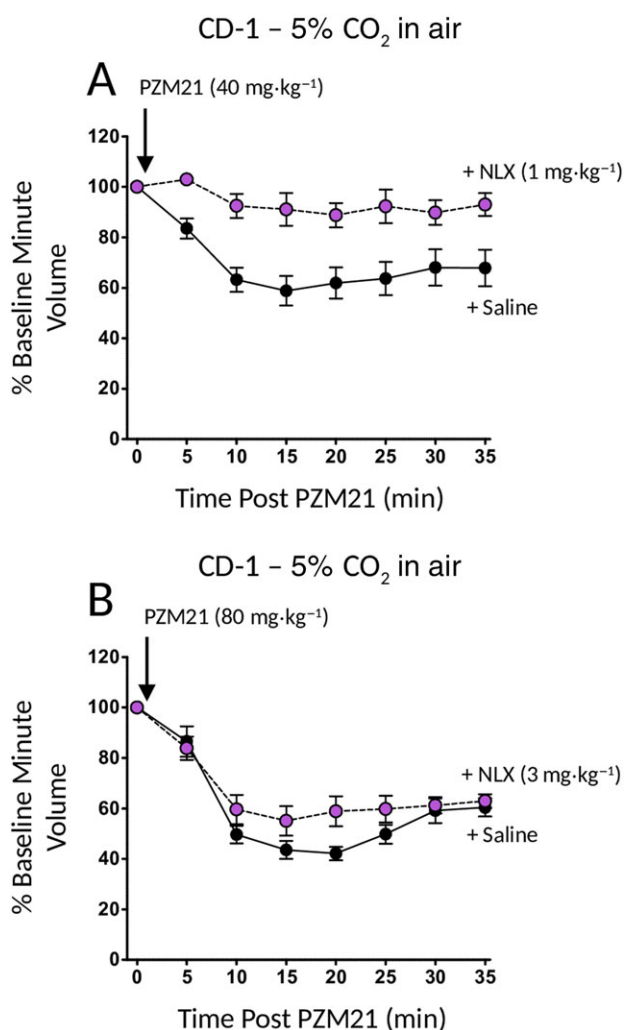 CD-1 – 5% CO₂ in air
A
PZM21 (40 mg·kg⁻¹)
120
100
80
60
40
20
0
% Baseline Minute
Volume
+ NLX (1 mg·kg⁻¹)
+ Saline
0 5 10 15 20 25 30 35
Time Post PZM21 (min)
CD-1 – 5% CO₂ in air
B
PZM21 (80 mg·kg⁻¹)
120
100
80
60
40
20
0
% Baseline Minute
Volume
+ NLX (3 mg·kg⁻¹)
+ Saline
0 5 10 15 20 25 30 35
Time Post PZM21 (min)